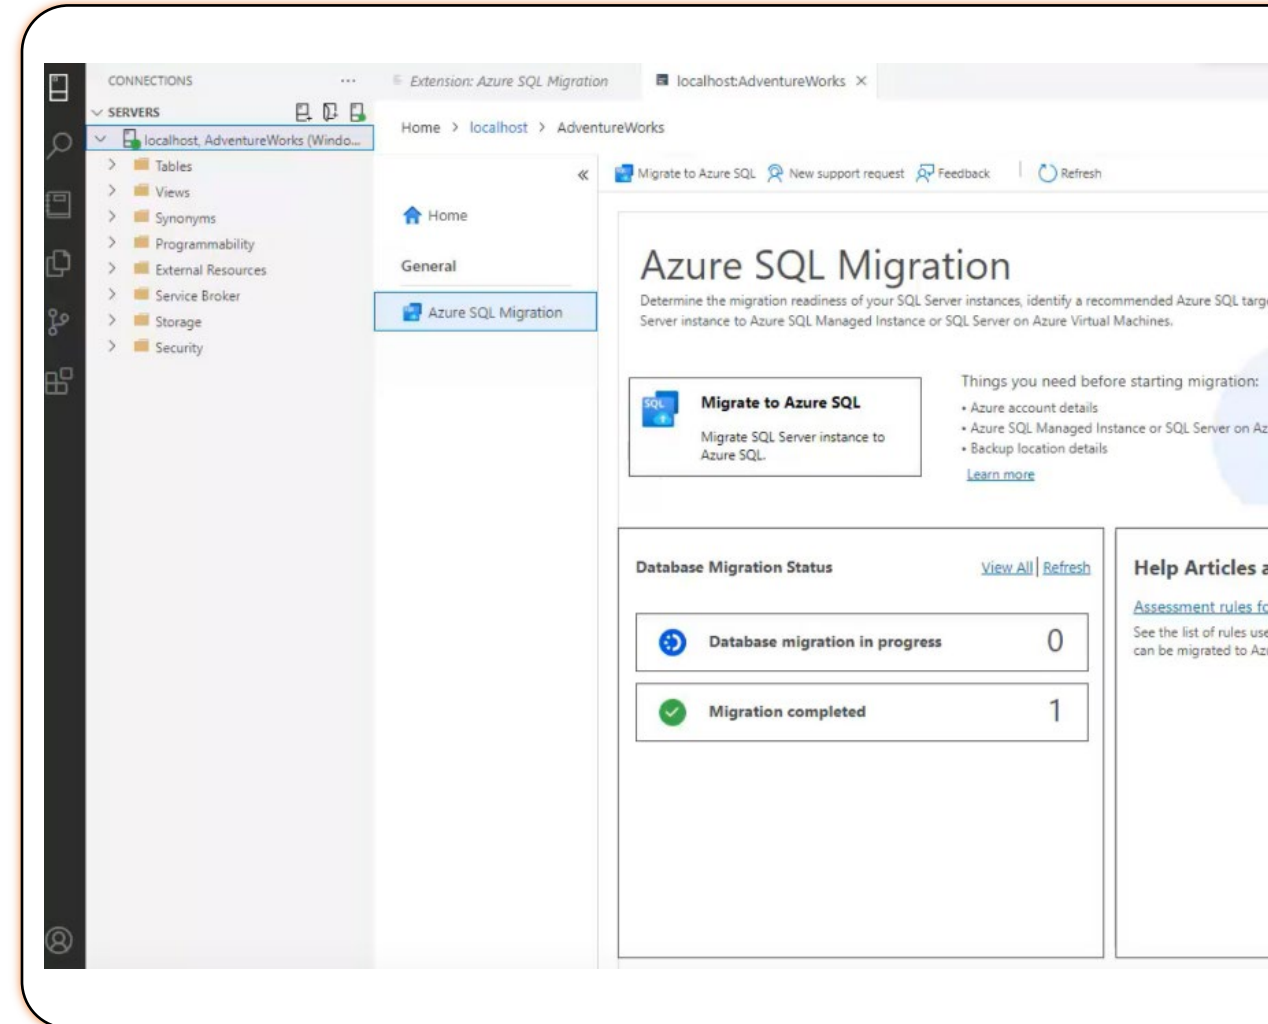 CONNECTIONS
SERVERS
localhost, AdventureWorks (Windo...
Tables
Views
Synonyms
Programmability
External Resources
Service Broker
Storage
Security
Extension: Azure SQL Migration
localhost:AdventureWorks
Home > localhost > AdventureWorks
Home
General
Azure SQL Migration
Migrate to Azure SQL New support request Feedback Refresh
Azure SQL Migration
Determine the migration readiness of your SQL Server instances, identify a recommended Azure SQL targ
Server instance to Azure SQL Managed Instance or SQL Server on Azure Virtual Machines.
SQL
Migrate to Azure SQL
Migrate SQL Server instance to
Azure SQL.
Things you need before starting migration:
• Azure account details
• Azure SQL Managed Instance or SQL Server on Az
• Backup location details
Learn more
Database Migration Status
View All | Refresh
Database migration in progress 0
Migration completed 1
Help Articles a
Assessment rules fo
See the list of rules use
can be migrated to Azu